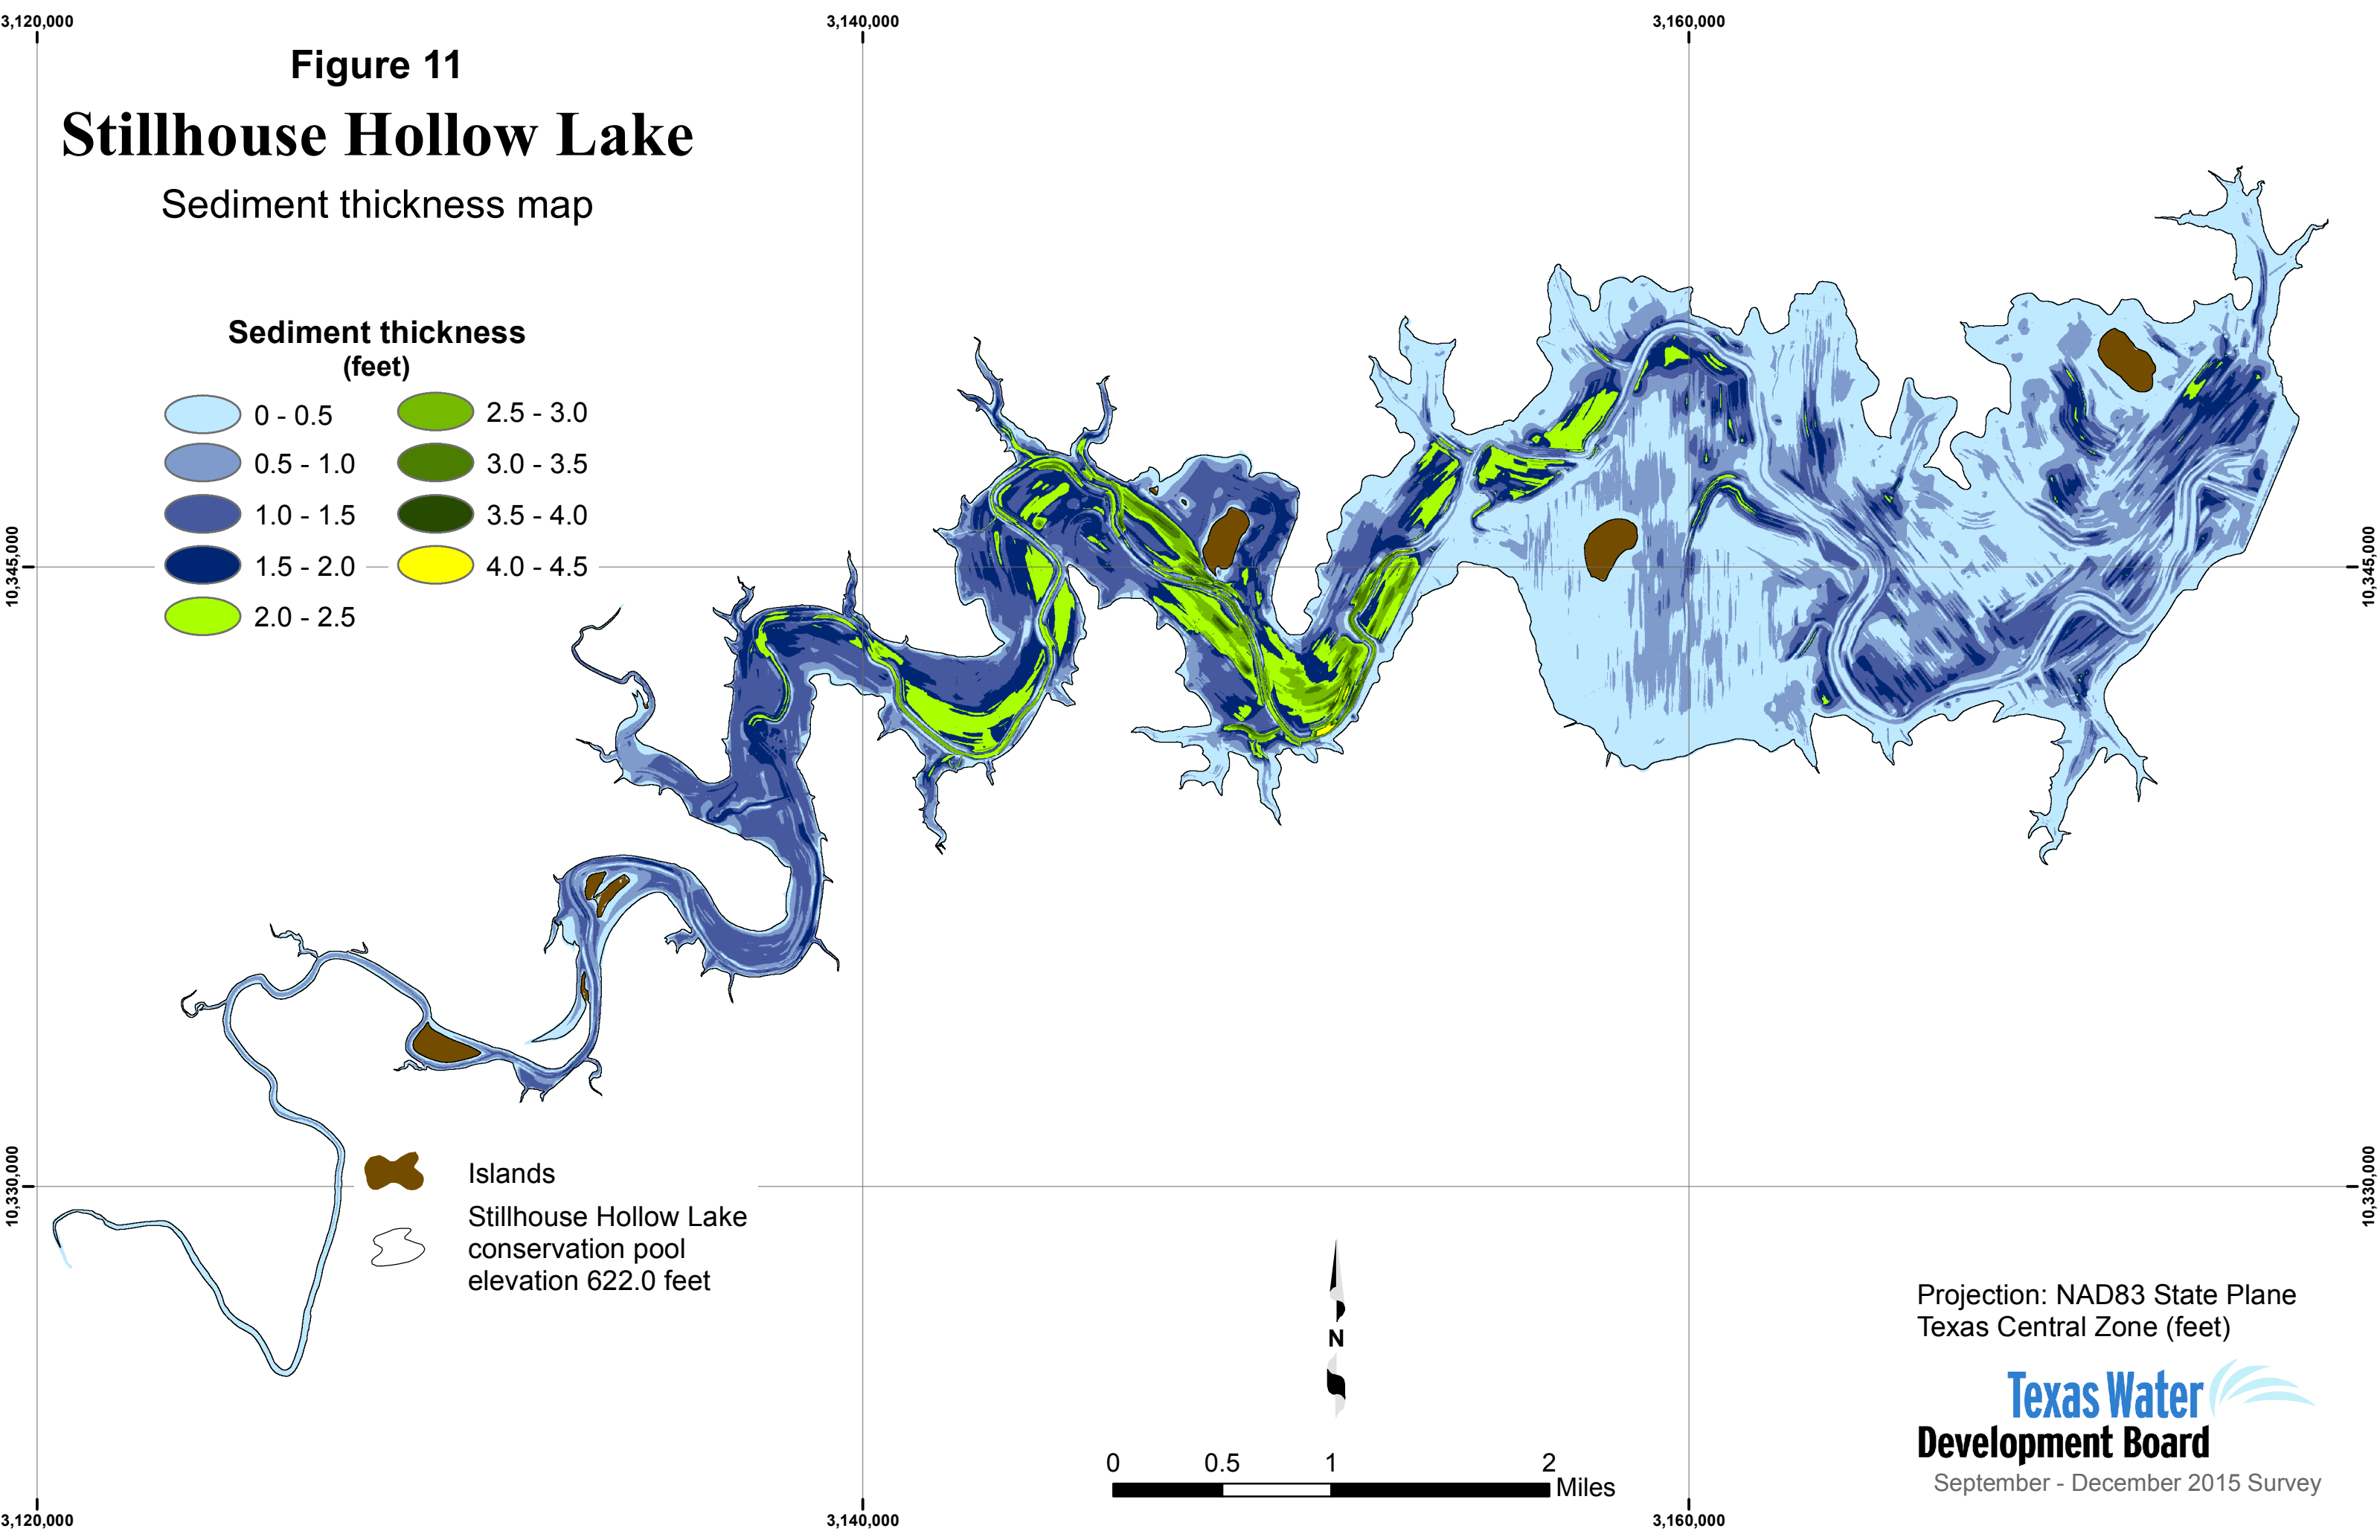 3,120,000
3,140,000
3,160,000
Figure 11
Stillhouse Hollow Lake
Sediment thickness map
Sediment thickness
(feet)
0 - 0.5
0.5 - 1.0
1.0 - 1.5
1.5 - 2.0
2.0 - 2.5
2.5 - 3.0
3.0 - 3.5
3.5 - 4.0
4.0 - 4.5
10,345,000
10,345,000
Islands
Stillhouse Hollow Lake
conservation pool
elevation 622.0 feet
10,330,000
10,330,000
N
0 0.5 1 2
Miles
Projection: NAD83 State Plane
Texas Central Zone (feet)
Texas Water
Development Board
September - December 2015 Survey
3,120,000
3,140,000
3,160,000